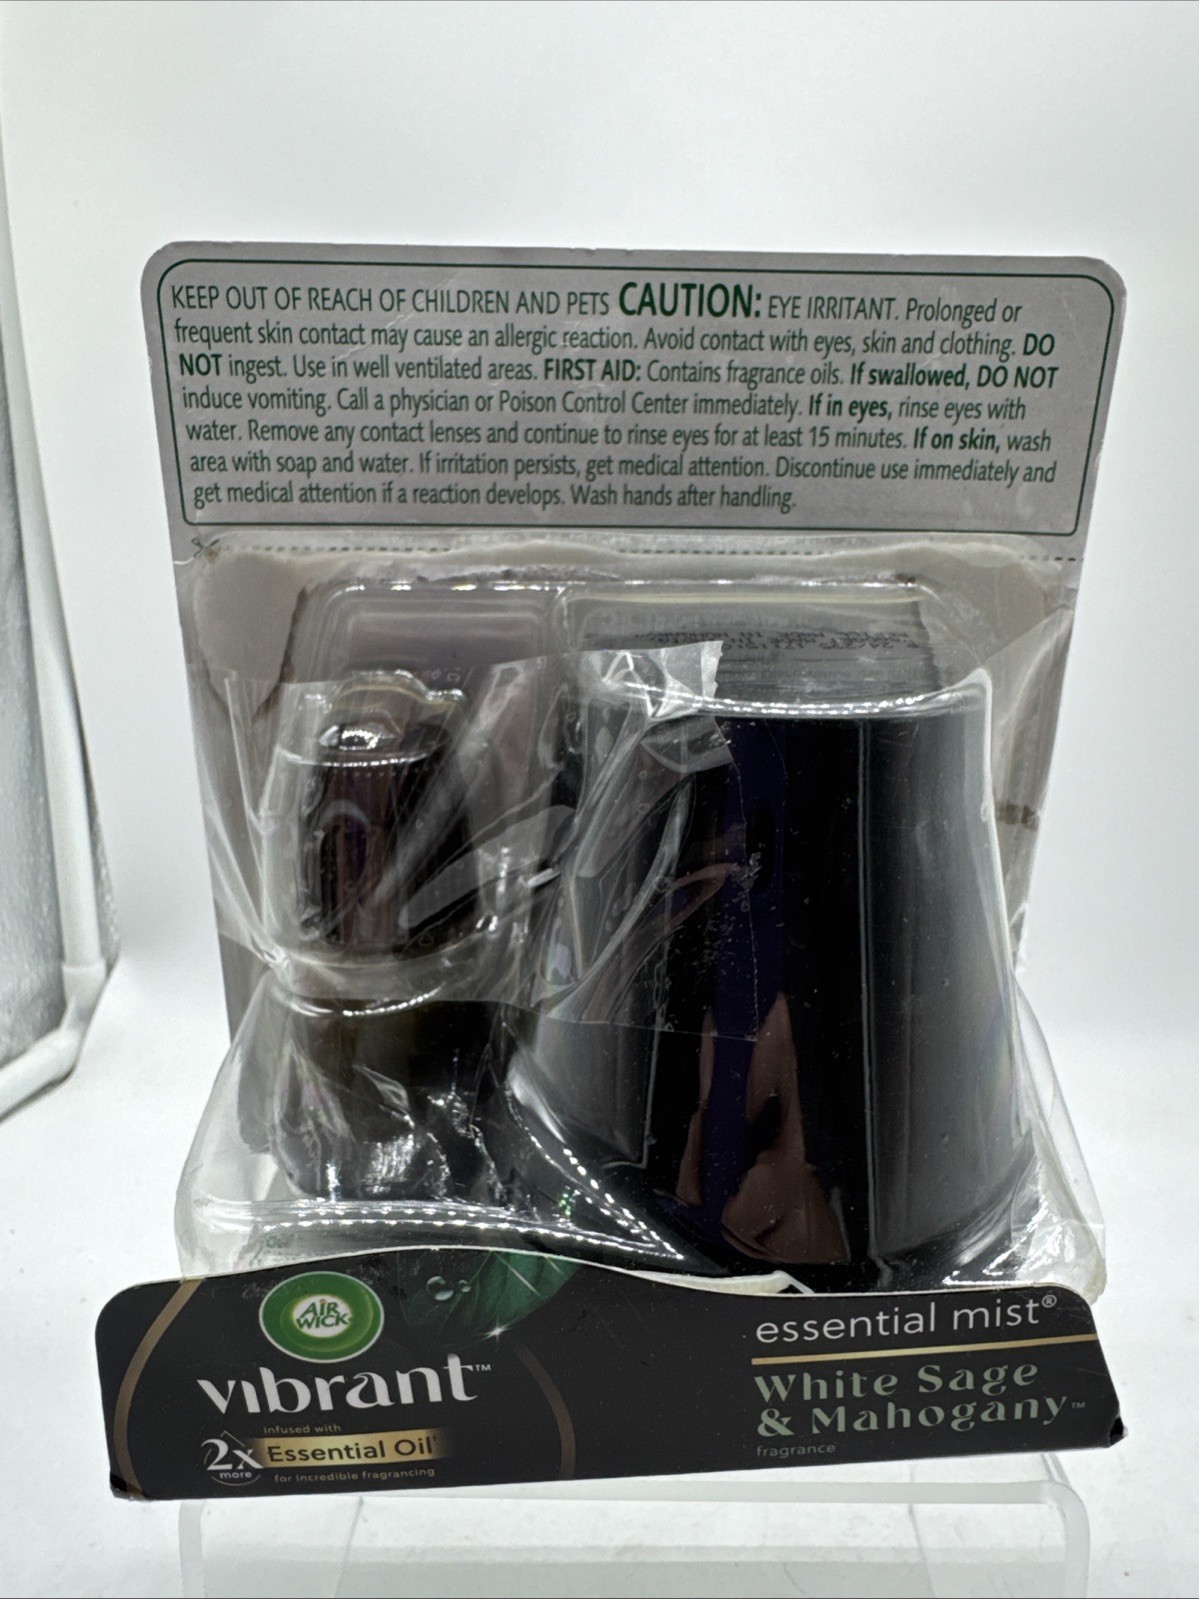 KEEP OUT OF REACH OF CHILDREN AND PETS CAUTION: EYE IRRITANT. Prolonged or
frequent skin contact may cause an allergic reaction. Avoid contact with eyes, skin and clothing. DO
NOT ingest. Use in well ventilated areas. FIRST AID: Contains fragrance oils. If swallowed, DO NOT
induce vomiting. Call a physician or Poison Control Center immediately. If in eyes, rinse eyes with
water. Remove any contact lenses and continue to rinse eyes for at least 15 minutes. If on skin, wash
area with soap and water. If irritation persists, get medical attention. Discontinue use immediately and
get medical attention if a reaction develops. Wash hands after handling.
AIR
WICK
vibrant™
infused with
2x more Essential Oil†
for incredible fragrancing
essential mist®
White Sage
& Mahogany™
fragrance